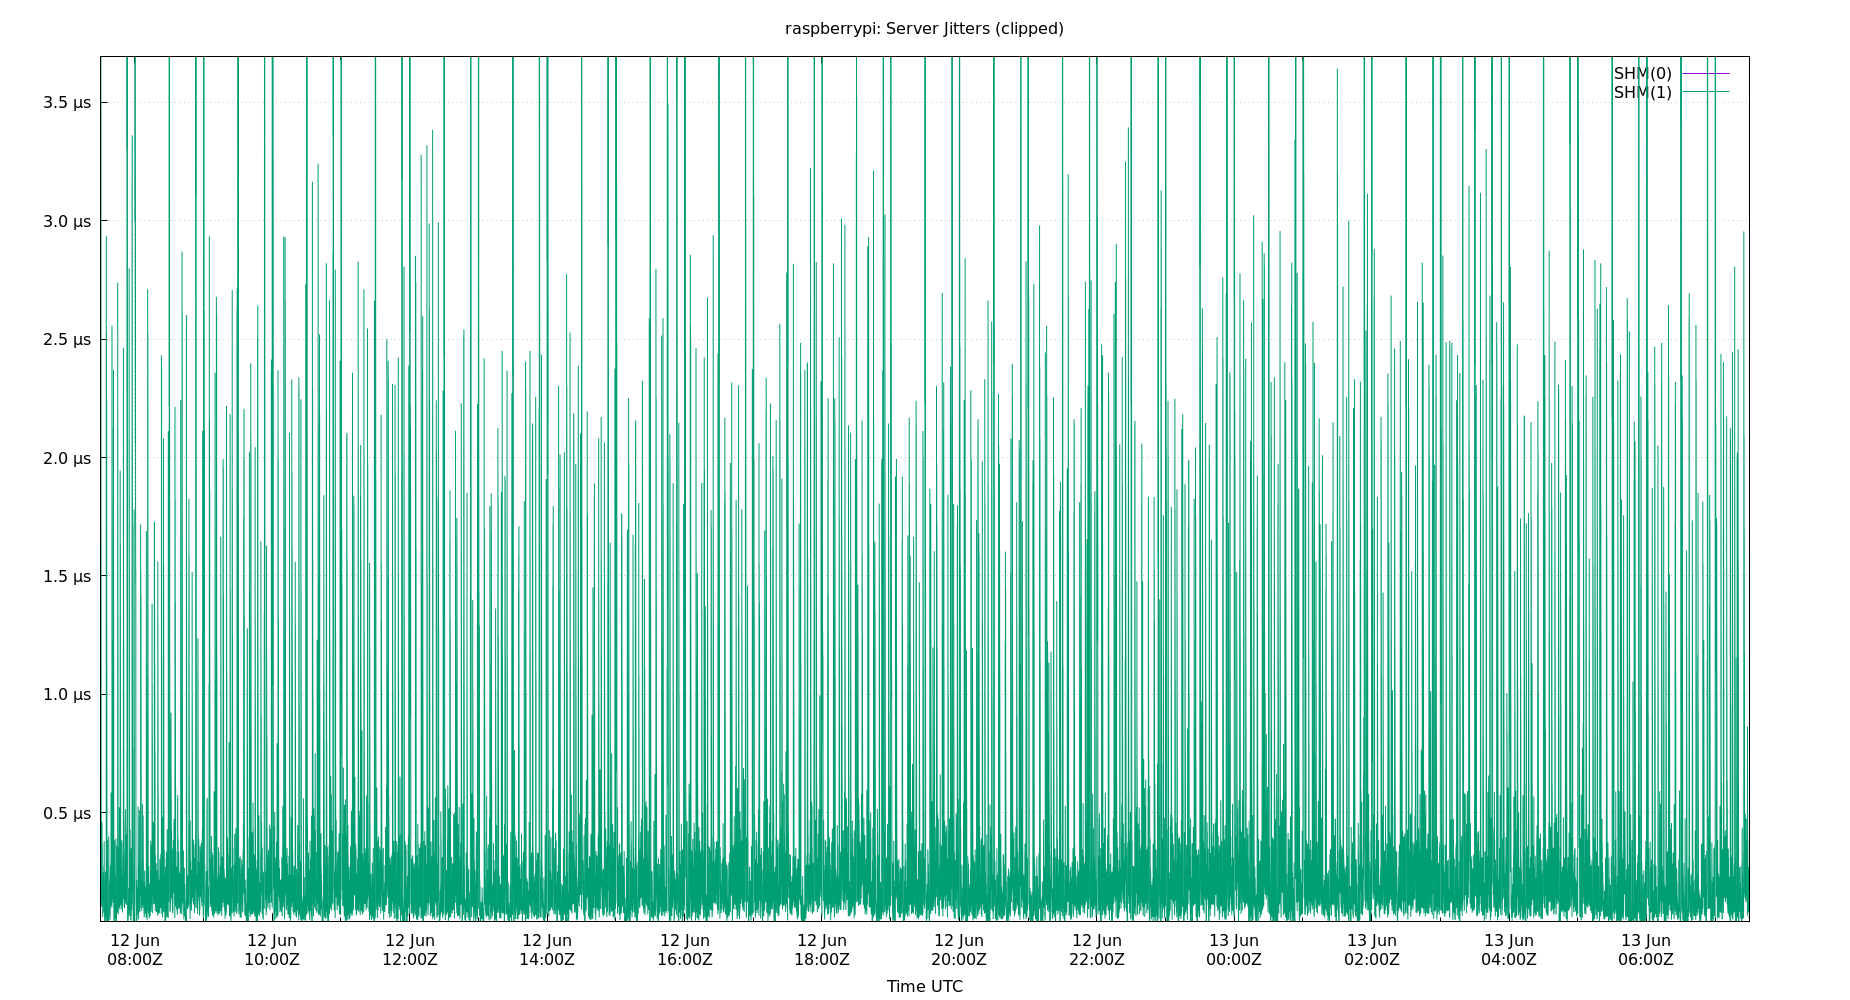 raspberrypi: Server Jitters (clipped)
SHM(0)
SHM(1)
3.5 µs
3.0 µs
2.5 µs
2.0 µs
1.5 µs
1.0 µs
0.5 µs
12 Jun 12 Jun 12 Jun 12 Jun 12 Jun 12 Jun 12 Jun 12 Jun 13 Jun 13 Jun 13 Jun 13 Jun
08:00Z 10:00Z 12:00Z 14:00Z 16:00Z 18:00Z 20:00Z 22:00Z 00:00Z 02:00Z 04:00Z 06:00Z
Time UTC